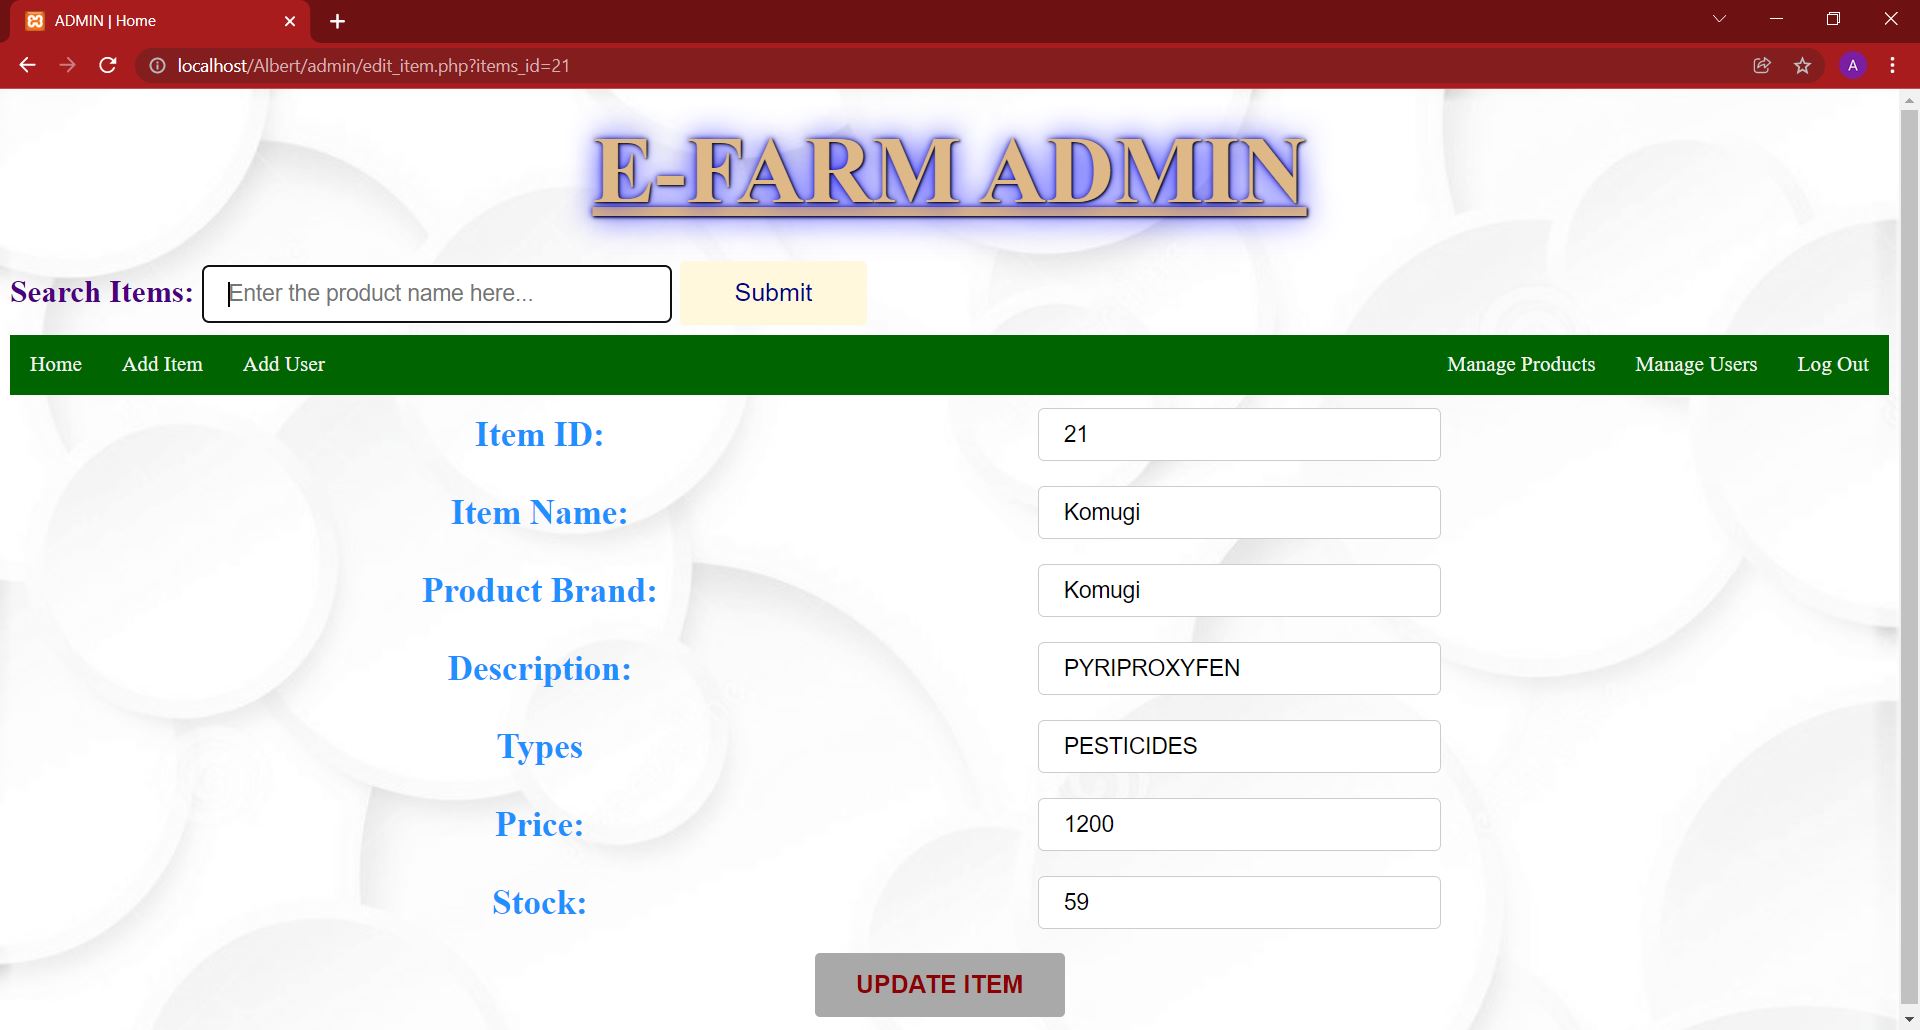 ADMIN | Home
localhost/Albert/admin/edit_item.php?items_id=21
A
E-FARM ADMIN
Search Items: Enter the product name here... Submit
Home Add Item Add User Manage Products Manage Users Log Out
Item ID: 21
Item Name: Komugi
Product Brand: Komugi
Description: PYRIPROXYFEN
Types PESTICIDES
Price: 1200
Stock: 59
UPDATE ITEM